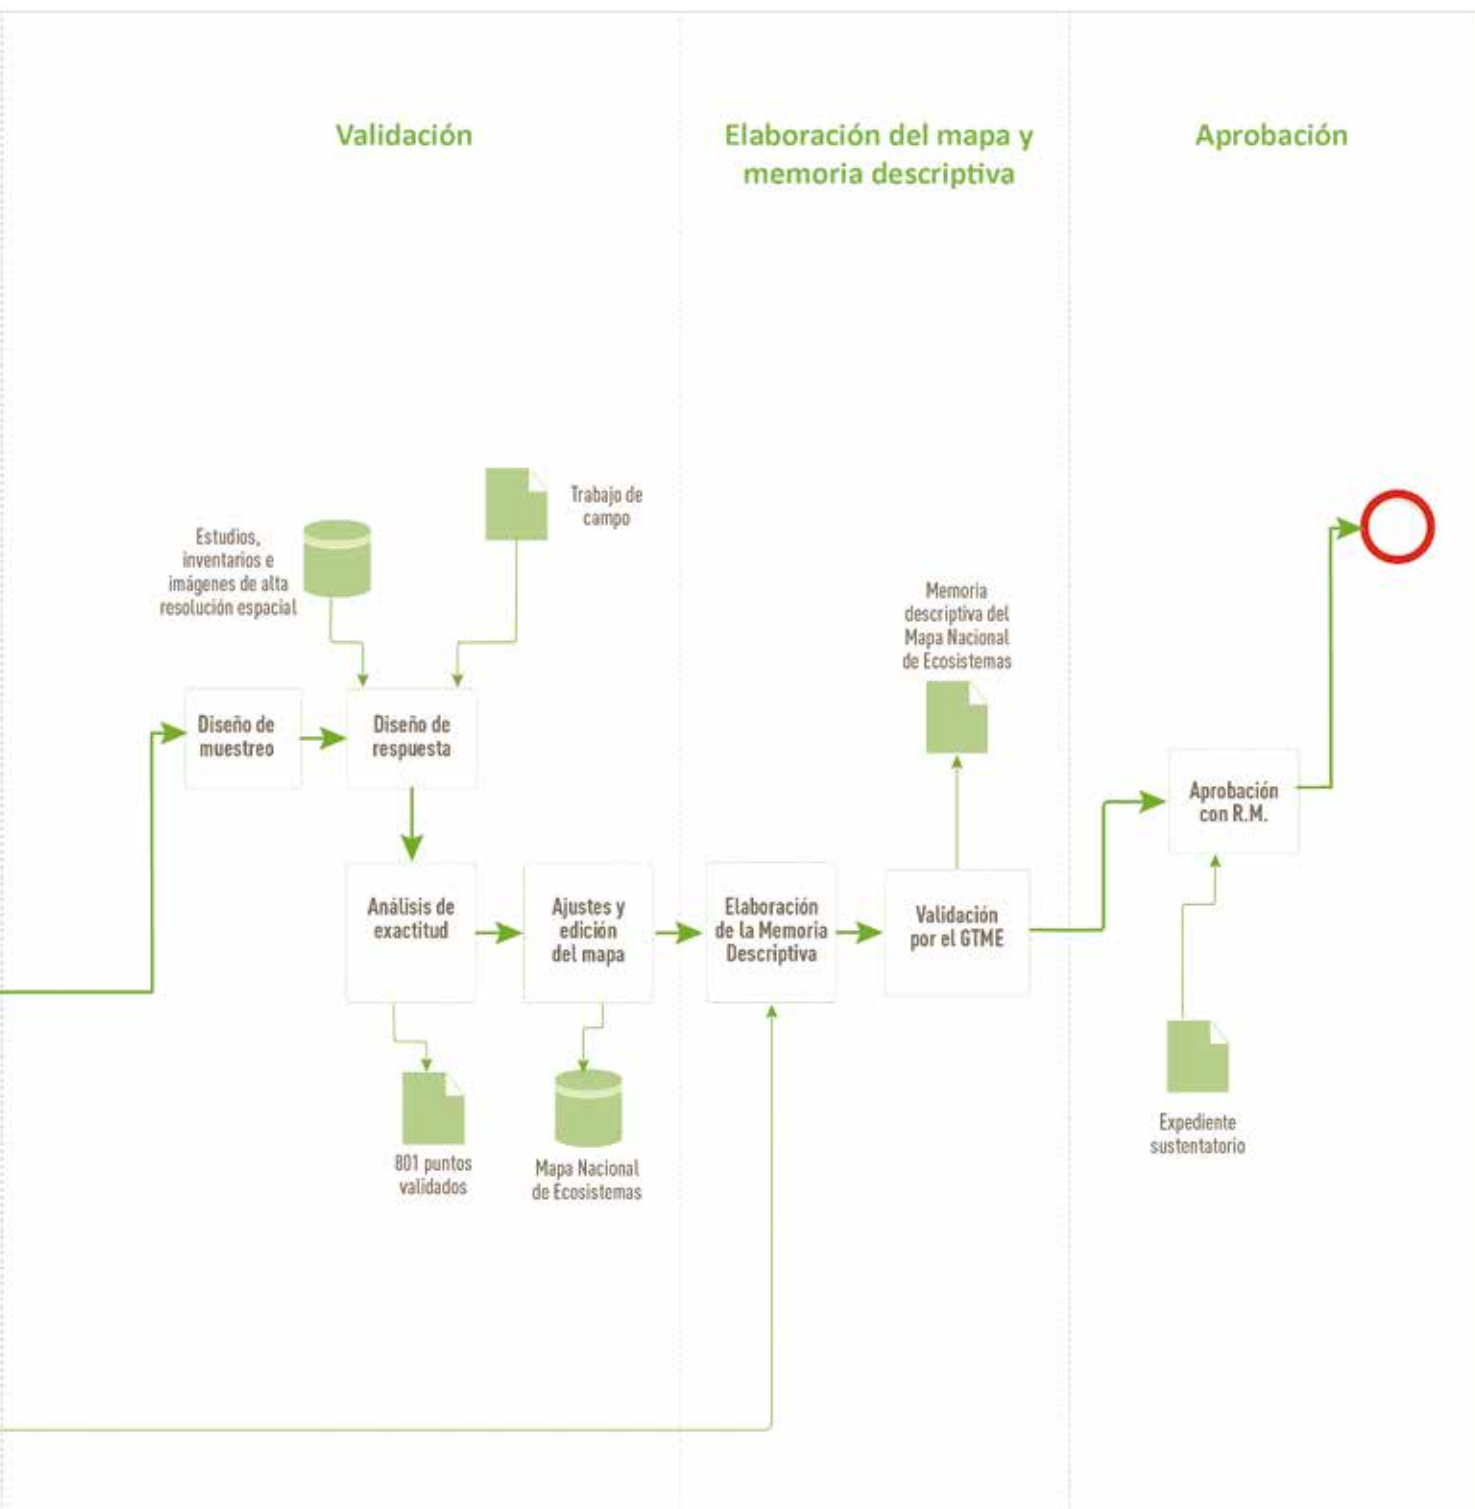 Validación
Elaboración del mapa y
memoria descriptiva
Aprobación
Trabajo de
campo
Estudios,
inventarios e
imágenes de alta
resolución espacial
Memoria
descriptiva del
Mapa Nacional
de Ecosistemas
Diseño de
muestreo
Diseño de
respuesta
Aprobación
con R.M.
Análisis de
exactitud
Ajustes y
edición
del mapa
Elaboración
de la Memoria
Descriptiva
Validación
por el GTME
801 puntos
validados
Mapa Nacional
de Ecosistemas
Expediente
sustentatorio